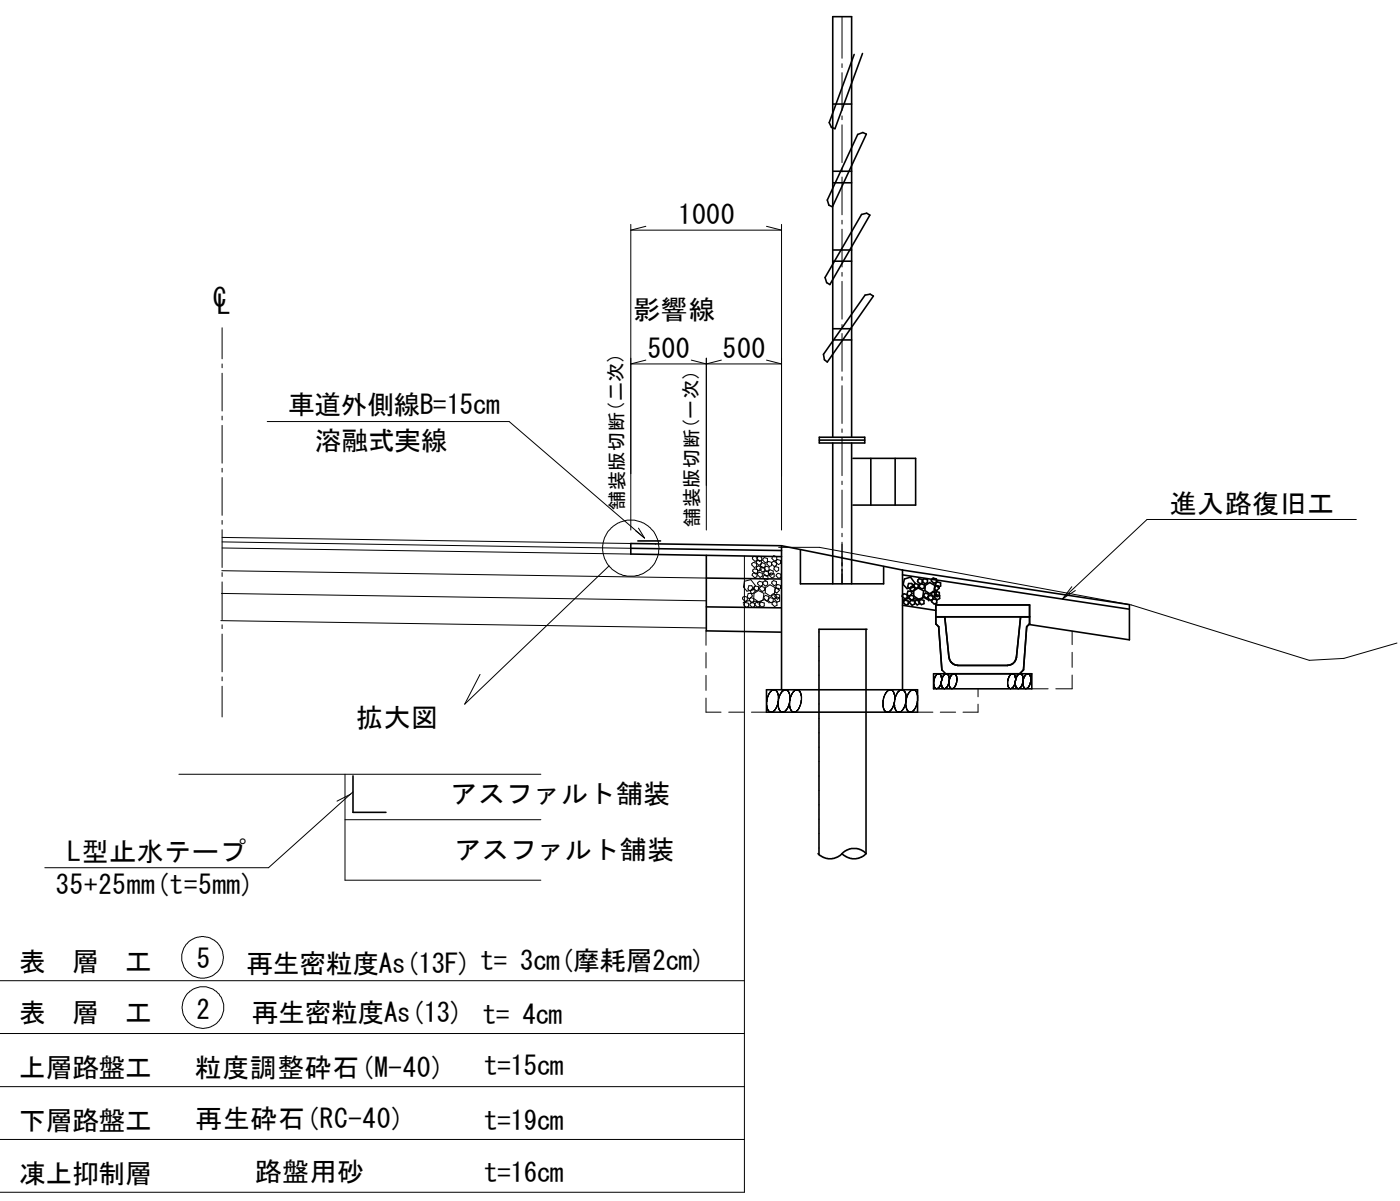 1000
℄
影響線
500 500
舗装版切断(二次)
舗装版切断(一次)
車道外側線B=15cm
溶融式実線
進入路復旧工
拡大図
アスファルト舗装
アスファルト舗装
L型止水テープ
35+25mm(t=5mm)
表 層 工 ⑤ 再生密粒度As(13F) t= 3cm(摩耗層2cm)
表 層 工 ② 再生密粒度As(13) t= 4cm
上層路盤工 粒度調整砕石(M-40) t=15cm
下層路盤工 再生砕石(RC-40) t=19cm
凍上抑制層 路盤用砂 t=16cm